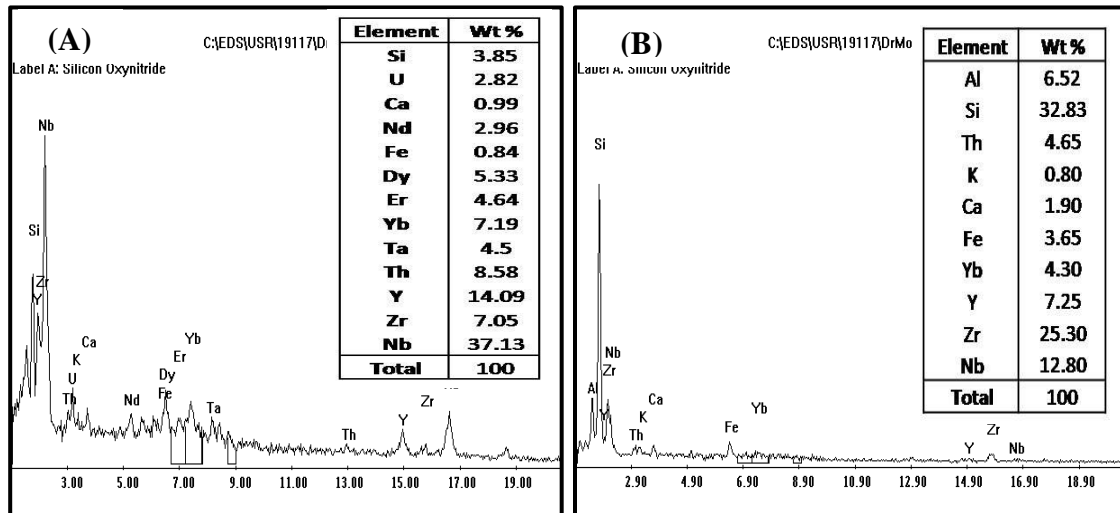 (A)
C:\EDS\USR\19117\Dr
Label A: Silicon Oxynitride
Element Wt %
Si 3.85
U 2.82
Ca 0.99
Nd 2.96
Fe 0.84
Dy 5.33
Er 4.64
Yb 7.19
Ta 4.5
Th 8.58
Y 14.09
Zr 7.05
Nb 37.13
Total 100
Nb
Si
Zr
Y
K
Ca
U
Th
Nd
Er
Yb
Dy
Fe
Ta
Th
Y
Zr
3.00 5.00 7.00 9.00 11.00 13.00 15.00 17.00 19.00
(B)
C:\EDS\USR\19117\DrMo
Label A: Silicon Oxynitride
Element Wt %
Al 6.52
Si 32.83
Th 4.65
K 0.80
Ca 1.90
Fe 3.65
Yb 4.30
Y 7.25
Zr 25.30
Nb 12.80
Total 100
Si
Nb
Zr
Al
Y
Ca
K
Th
Fe
Yb
Zr
Y
Nb
2.90 4.90 6.90 8.90 10.90 12.90 14.90 16.90 18.90